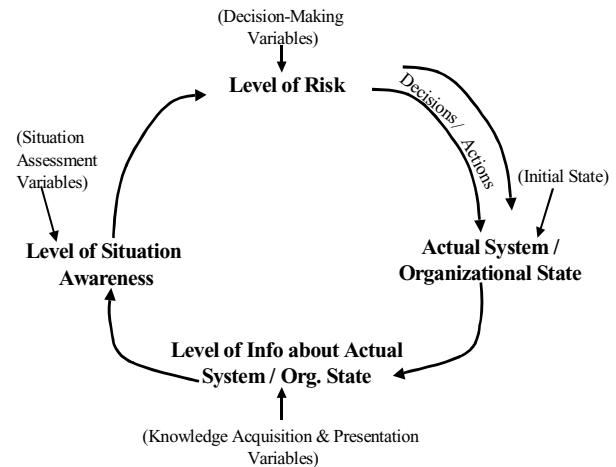 (Decision-Making
Variables)
Level of Risk
Decisions/ Actions
(Situation
Assessment
Variables)
(Initial State)
Level of Situation
Awareness
Actual System /
Organizational State
Level of Info about Actual
System / Org. State
(Knowledge Acquisition & Presentation
Variables)